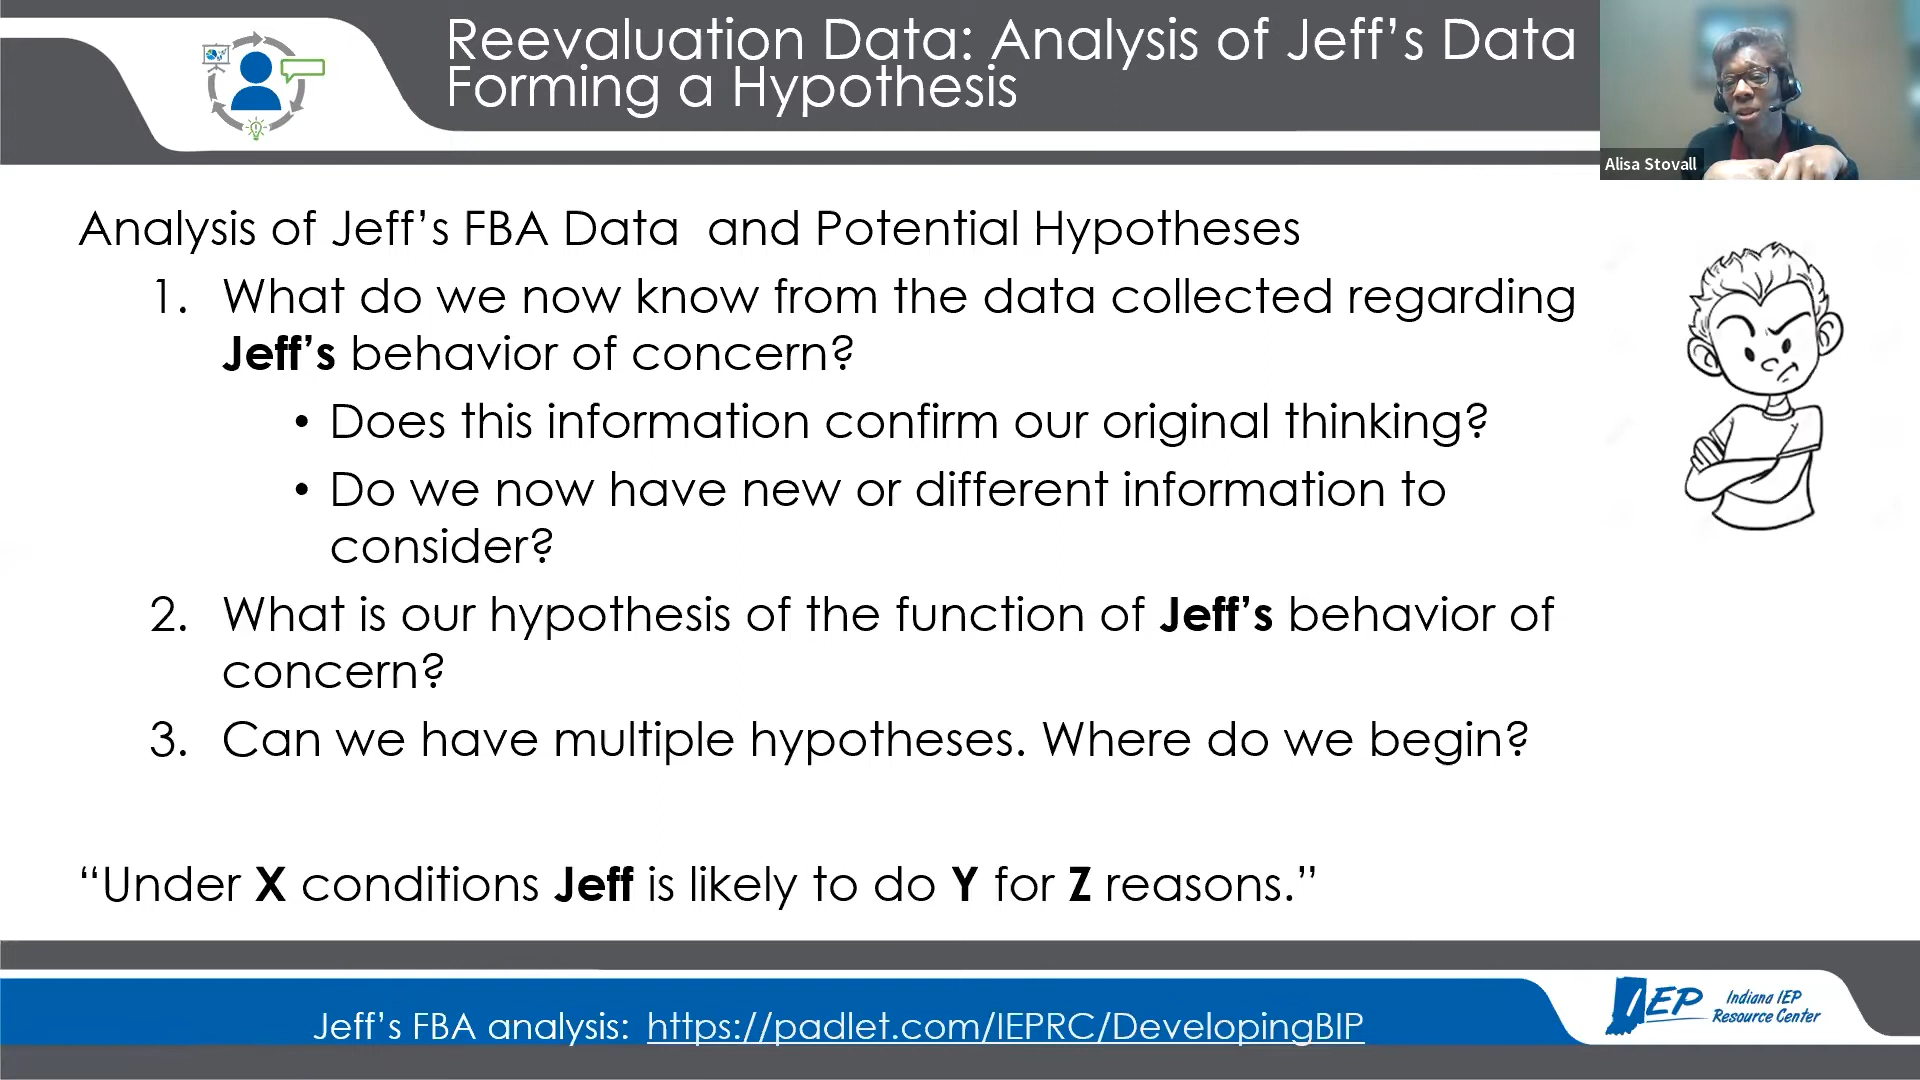 Reevaluation Data: Analysis of Jeff’s Data
Forming a Hypothesis
Alisa Stovall
Analysis of Jeff’s FBA Data  and Potential Hypotheses
1. What do we now know from the data collected regarding
Jeff’s behavior of concern?
• Does this information confirm our original thinking?
• Do we now have new or different information to
consider?
2. What is our hypothesis of the function of Jeff’s behavior of
concern?
3. Can we have multiple hypotheses. Where do we begin?
“Under X conditions Jeff is likely to do Y for Z reasons.”
Jeff’s FBA analysis: https://padlet.com/IEPRC/DevelopingBIP
IEP
Indiana IEP
Resource Center